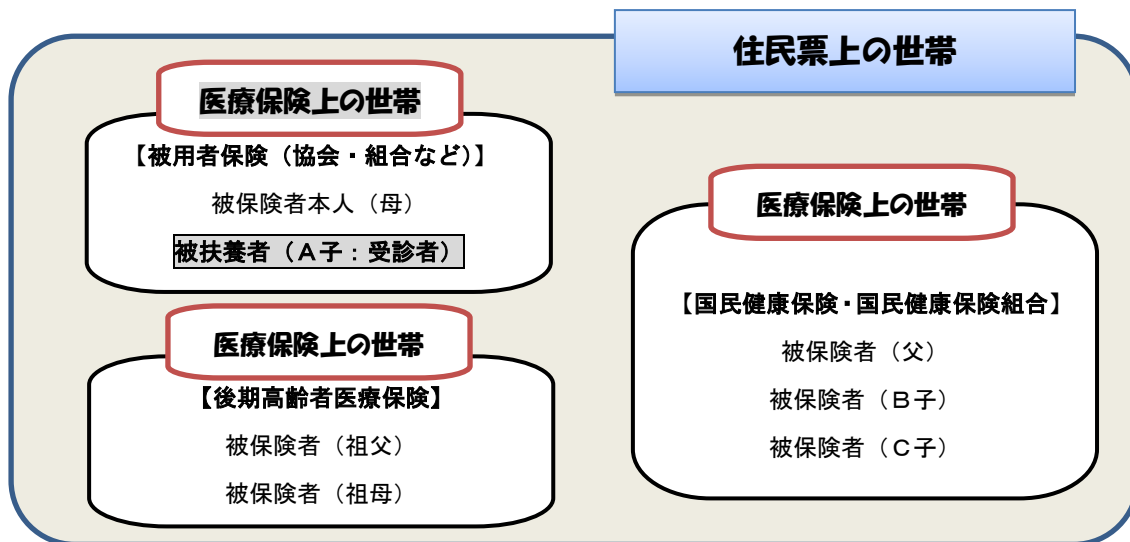 住民票上の世帯
医療保険上の世帯
【被用者保険（協会・組合など）】
被保険者本人（母）
被扶養者（Ａ子：受診者）
医療保険上の世帯
【後期高齢者医療保険】
被保険者（祖父）
被保険者（祖母）
医療保険上の世帯
【国民健康保険・国民健康保険組合】
被保険者（父）
被保険者（Ｂ子）
被保険者（Ｃ子）